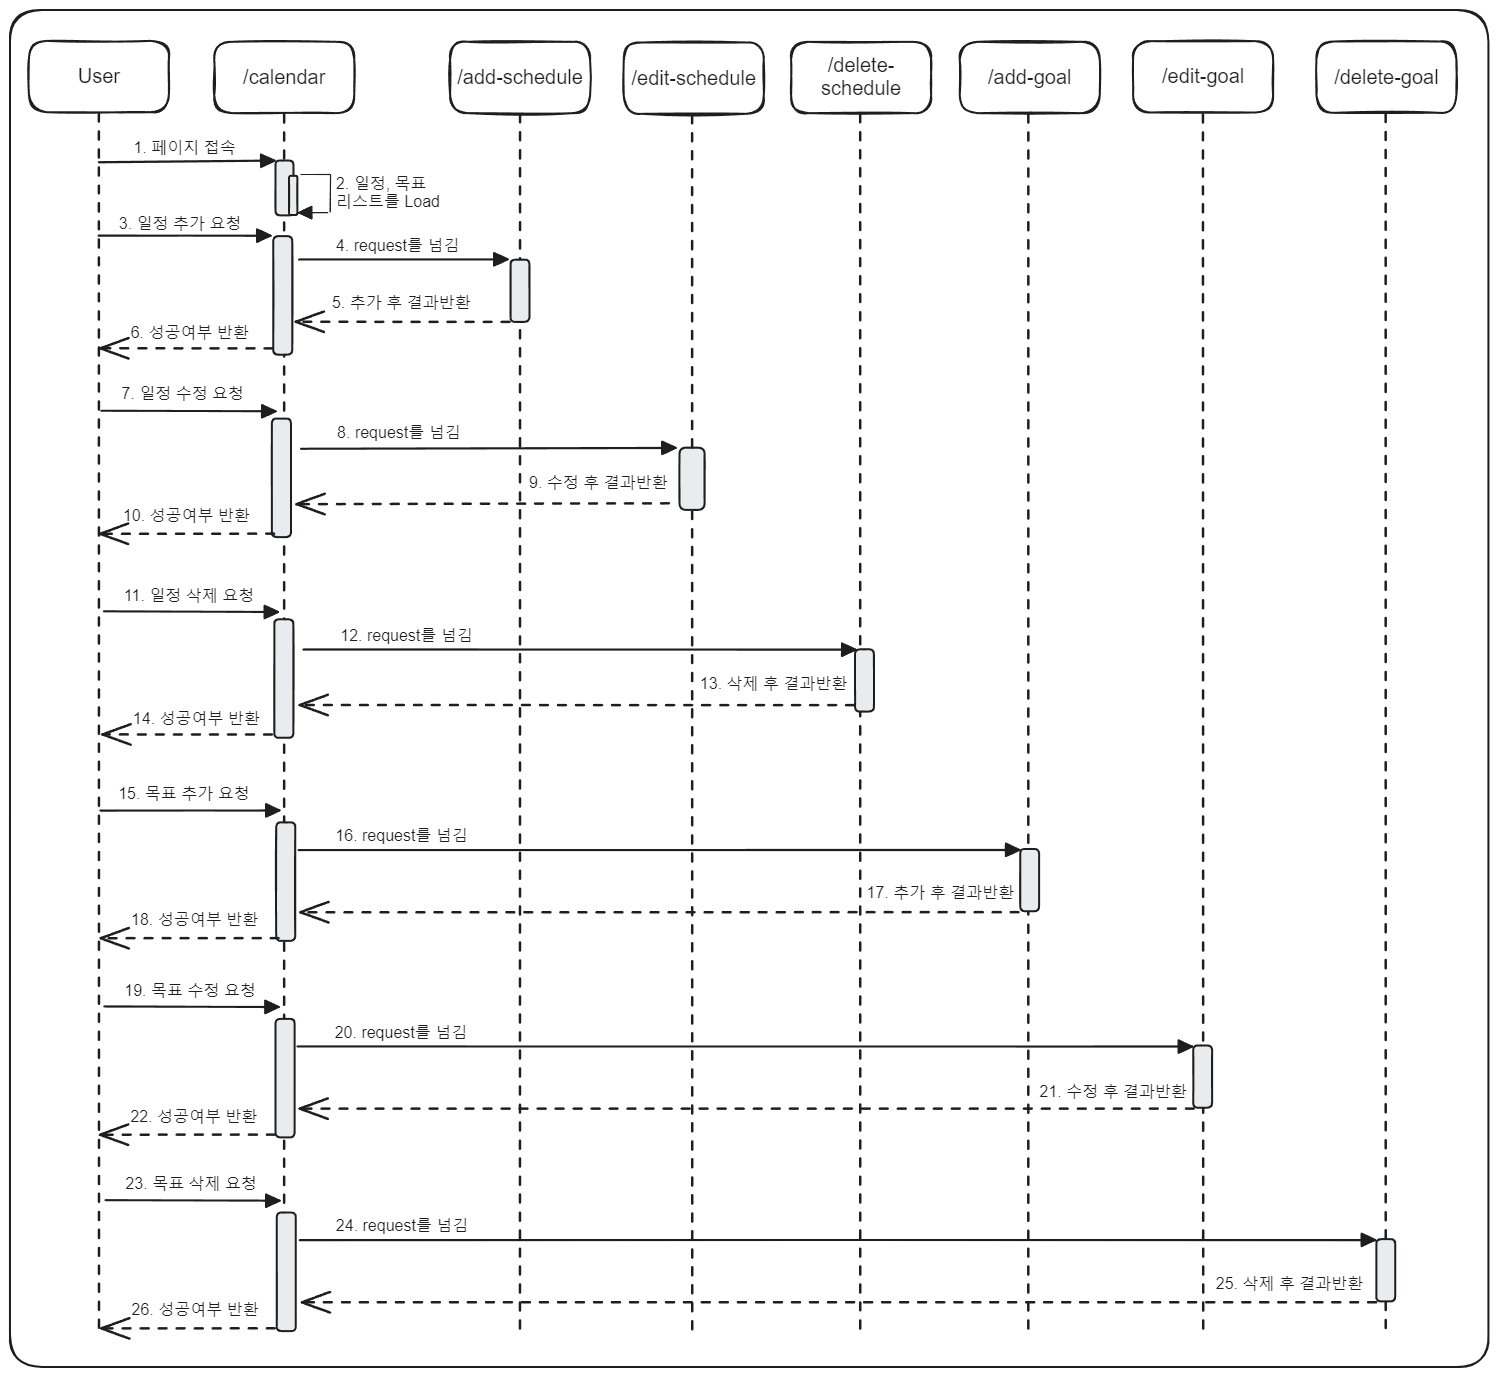 User
/calendar
/add-schedule
/edit-schedule
/delete-
schedule
/add-goal
/edit-goal
/delete-goal
1. 페이지 접속
2. 일정, 목표
리스트를 Load
3. 일정 추가 요청
4. request를 넘김
5. 추가 후 결과반환
6. 성공여부 반환
7. 일정 수정 요청
8. request를 넘김
9. 수정 후 결과반환
10. 성공여부 반환
11. 일정 삭제 요청
12. request를 넘김
13. 삭제 후 결과반환
14. 성공여부 반환
15. 목표 추가 요청
16. request를 넘김
17. 추가 후 결과반환
18. 성공여부 반환
19. 목표 수정 요청
20. request를 넘김
21. 수정 후 결과반환
22. 성공여부 반환
23. 목표 삭제 요청
24. request를 넘김
25. 삭제 후 결과반환
26. 성공여부 반환